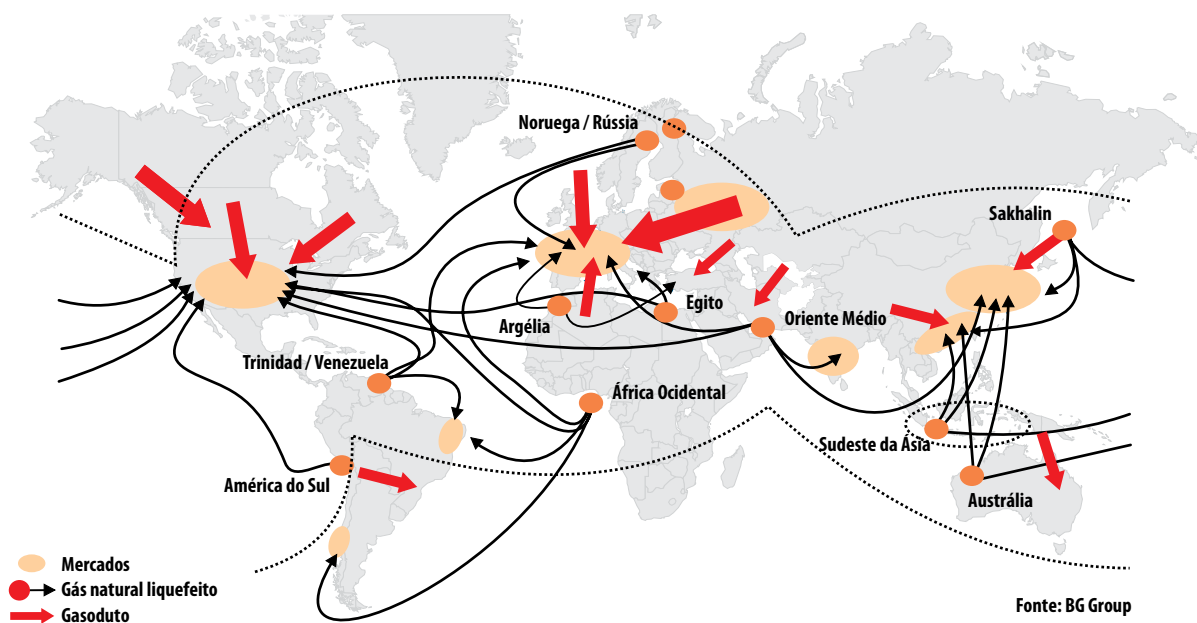 Noruega / Rússia
Sakhalin
Argélia
Egito
Oriente Médio
Trinidad / Venezuela
África Ocidental
Sudeste da Ásia
América do Sul
Austrália
Mercados
Gás natural liquefeito
Gasoduto
Fonte: BG Group